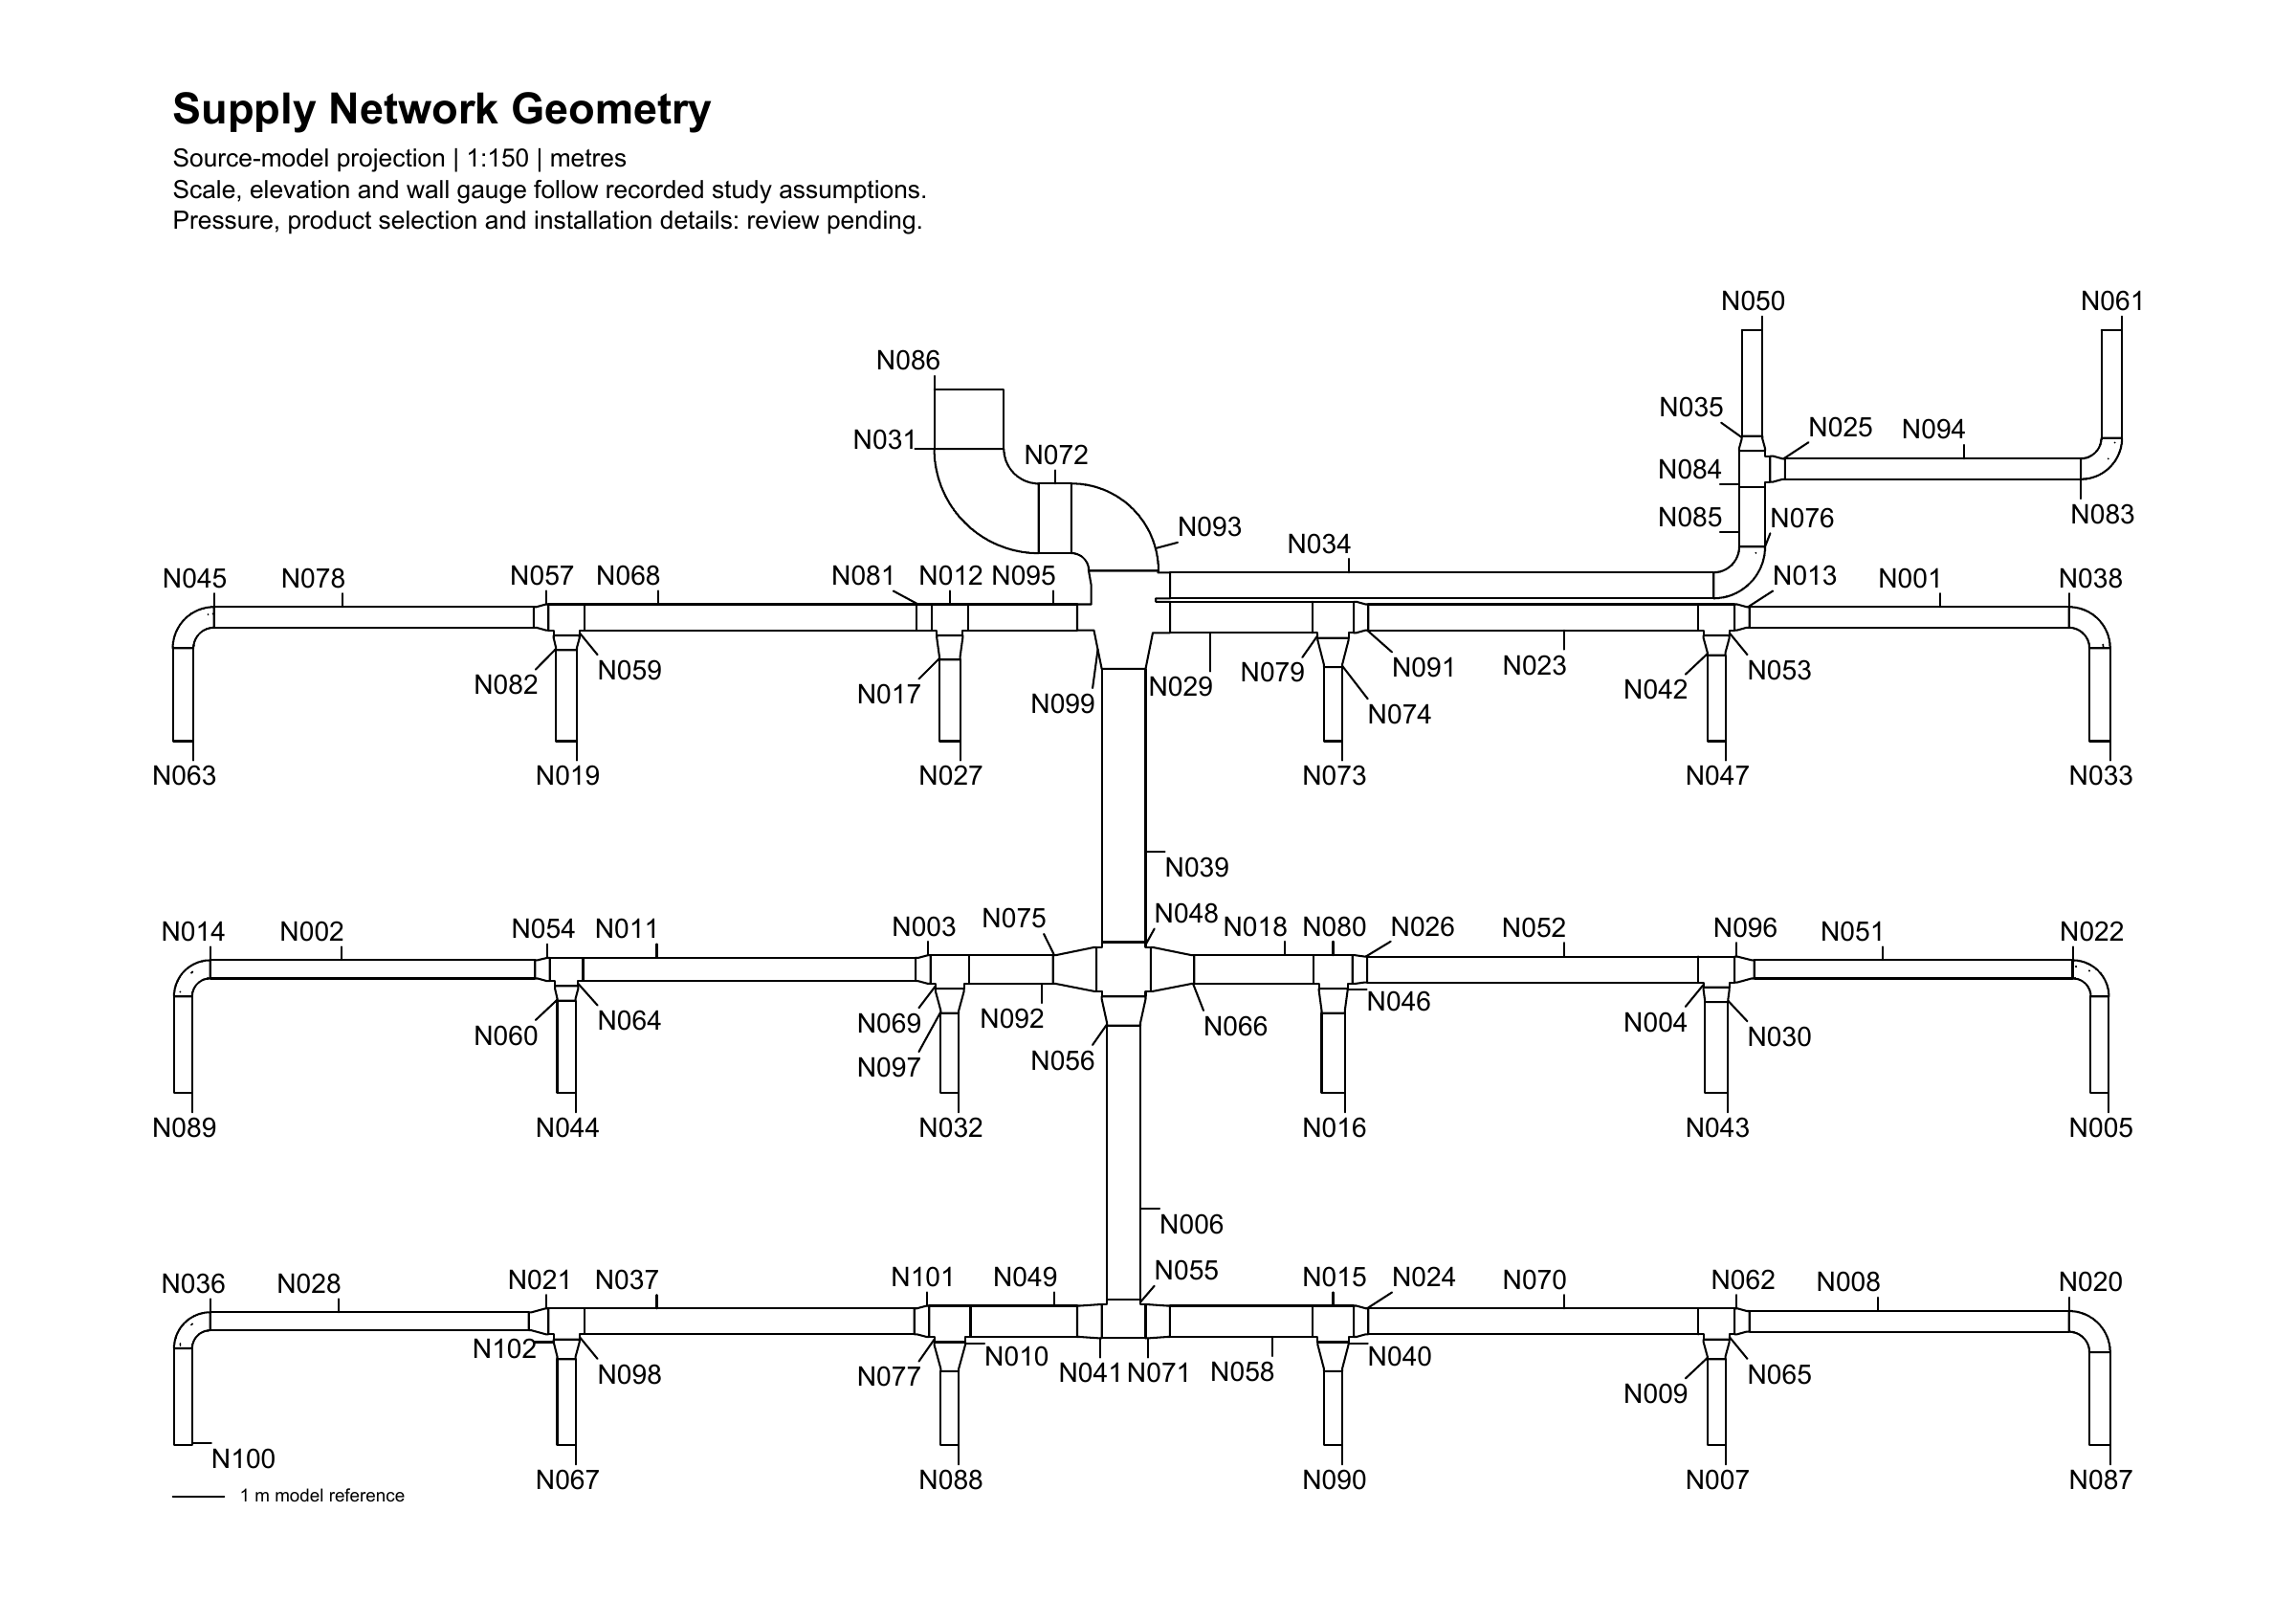 Supply Network Geometry
Source-model projection | 1:150 | metres
Scale, elevation and wall gauge follow recorded study assumptions.
Pressure, product selection and installation details: review pending.
N050 N061
N086
N035
N025 N094
N031
N072
N084
N083
N085 N076
N093
N034
N045 N078 N057 N068 N081 N012 N095 N013 N001 N038
N082 N059 N017 N099 N029 N079 N091 N023 N042 N053
N074
N063 N019 N027 N073 N047 N033
N039
N014 N002 N054 N011 N003 N075 N048 N018 N080 N026 N052 N096 N051 N022
N060 N064 N069 N092 N066 N046 N004 N030
N097 N056
N089 N044 N032 N016 N043 N005
N006
N036 N028 N021 N037 N101 N049 N055 N015 N024 N070 N062 N008 N020
N102 N098 N077 N010 N041 N071 N058 N040 N009 N065
N100
N067 N088 N090 N007 N087
1 m model reference